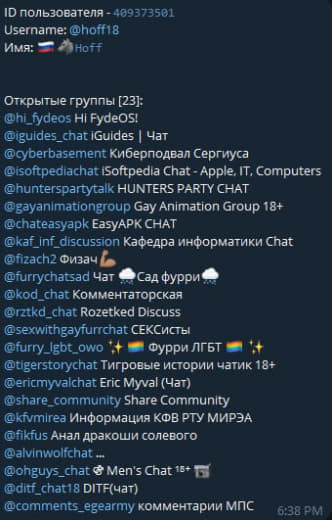 ID пользователя - 409373501
Username: @hoff18
Имя: 🇷🇺 🐴Hoff
Открытые группы [23]:
@hi_fydeos Hi FydeOS!
@iguides_chat iGuides | Чат
@cyberbasement Киберподвал Сергиуса
@isoftpediachat iSoftpedia Chat - Apple, IT, Computers
@hunterspartytalk HUNTERS PARTY CHAT
@gayanimationgroup Gay Animation Group 18+
@chateasyapk EasyAPK CHAT
@kaf_inf_discussion Кафедра информатики Chat
@fizach2 Физач💪🏽
@furrychatsad Чат 🌨Сад фурри🌨
@kod_chat Комментаторская
@rztkd_chat Rozetked Discuss
@sexwithgayfurrchat СЕКСисты
@furry_lgbt_owo ✨ 🏳️‍🌈 Фурри ЛГБТ 🏳️‍🌈 ✨
@tigerstorychat Тигровые истории чатик 18+
@ericmyvalchat Eric Myval (Чат)
@share_community Share Community
@kfvmirea Информация КФВ РТУ МИРЭА
@fikfus Анал дракоши солевого
@alvinwolfchat ...
@ohguys_chat Men's Chat ¹⁸⁺
@ditf_chat18 DITF(чат)
@comments_egearmy комментарии МПС
6:38 PM